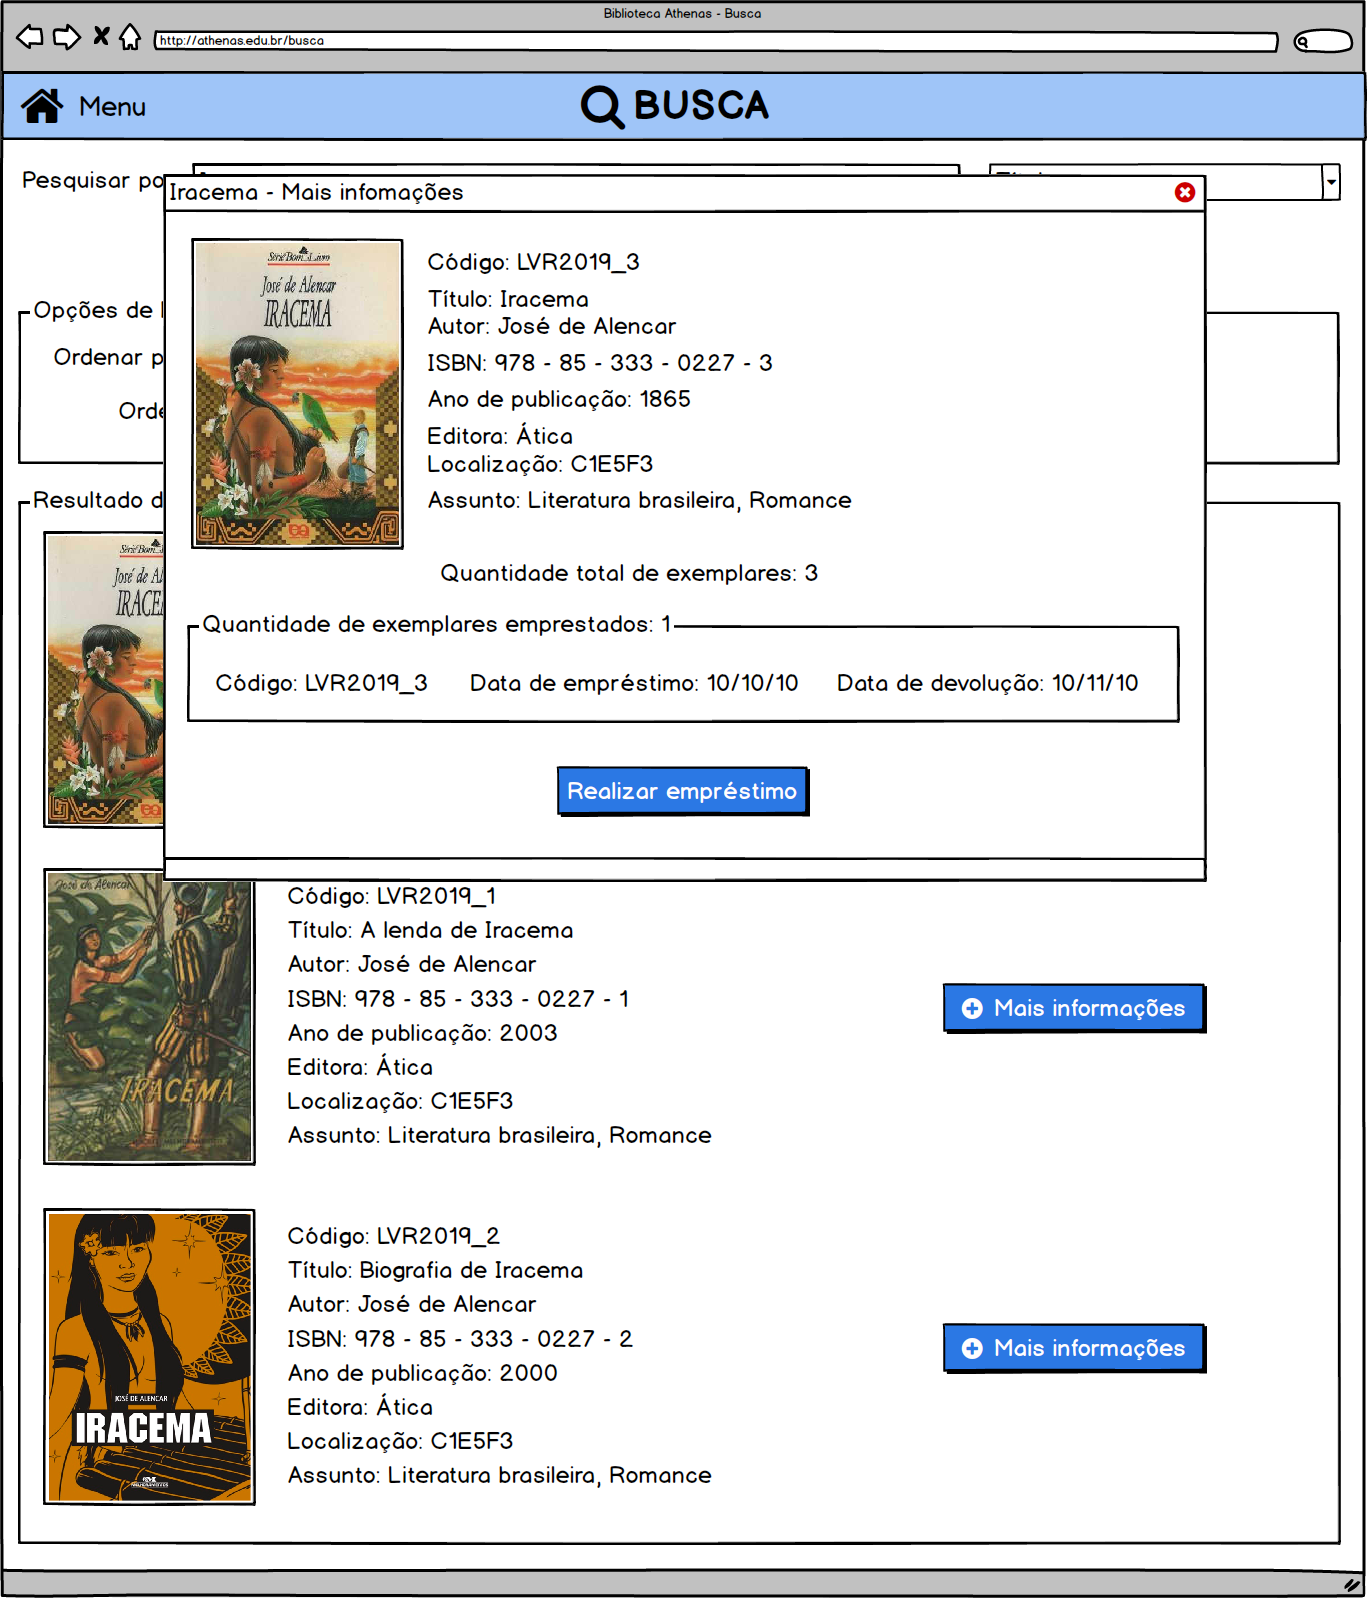 Biblioteca Athenas - Busca
http://athenas.edu.br/busca
Menu
BUSCA
Pesquisar po
Iracema - Mais infomações
Série Bom Livro
José de Alencar
IRACEMA
Código: LVR2019_3
Título: Iracema
Autor: José de Alencar
ISBN: 978 - 85 - 333 - 0227 - 3
Ano de publicação: 1865
Editora: Ática
Localização: C1E5F3
Assunto: Literatura brasileira, Romance
Quantidade total de exemplares: 3
Quantidade de exemplares emprestados: 1
Código: LVR2019_3 Data de empréstimo: 10/10/10 Data de devolução: 10/11/10
Realizar empréstimo
Opções de
Ordenar p
Orde
Resultado d
Série Bom
José de Al
IRACE
José de Alencar
IRACEMA
Código: LVR2019_1
Título: A lenda de Iracema
Autor: José de Alencar
ISBN: 978 - 85 - 333 - 0227 - 1
Ano de publicação: 2003
Editora: Ática
Localização: C1E5F3
Assunto: Literatura brasileira, Romance
Mais informações
JOSÉ DE ALENCAR
IRACEMA
Código: LVR2019_2
Título: Biografia de Iracema
Autor: José de Alencar
ISBN: 978 - 85 - 333 - 0227 - 2
Ano de publicação: 2000
Editora: Ática
Localização: C1E5F3
Assunto: Literatura brasileira, Romance
Mais informações